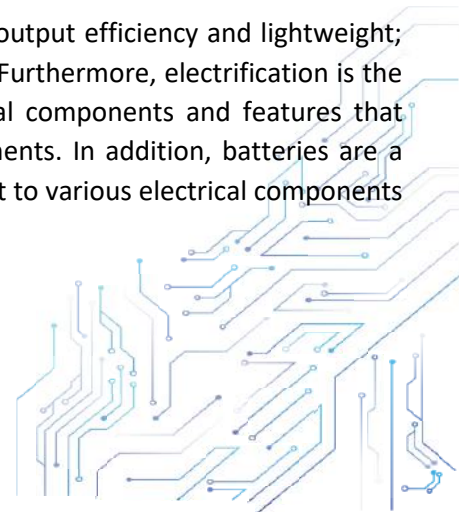 output efficiency and lightweight;
Furthermore, electrification is the
al components and features that
nents. In addition, batteries are a
t to various electrical components